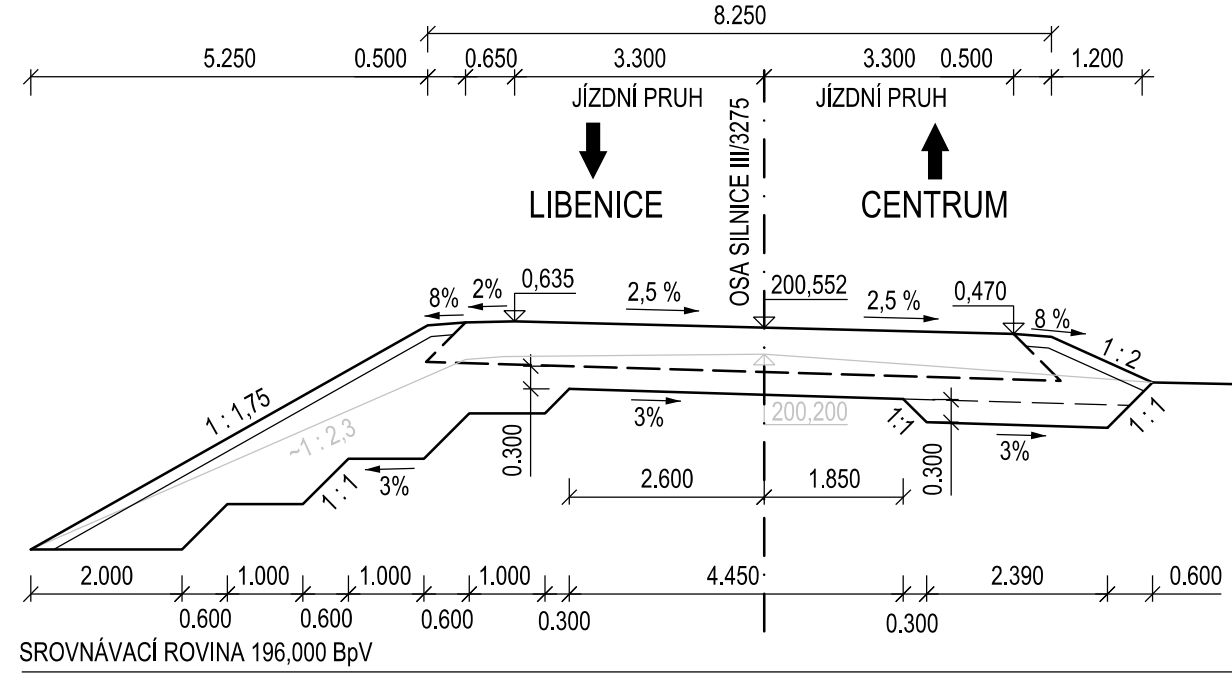 8.250
5.250 0.500 0.650 3.300 3.300 0.500 1.200
JÍZDNÍ PRUH JÍZDNÍ PRUH
OSA SILNICE III/3275
LIBENICE CENTRUM
8% 2% 0,635 2,5 % 200,552 2,5 % 0,470 8 %
1 : 2
1 : 1,75
~1 : 2,3
3% 200,200 1:1 1 : 1
0.300 3% 0.300 3%
1 : 1
2.600 1.850
2.000 1.000 1.000 1.000 4.450 2.390 0.600
0.600 0.600 0.600 0.300 0.300
SROVNÁVACÍ ROVINA 196,000 BpV